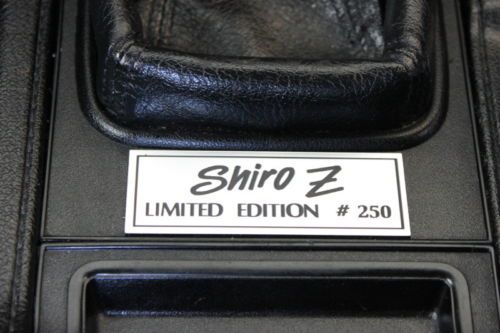 Shiro Z
LIMITED EDITION # 250